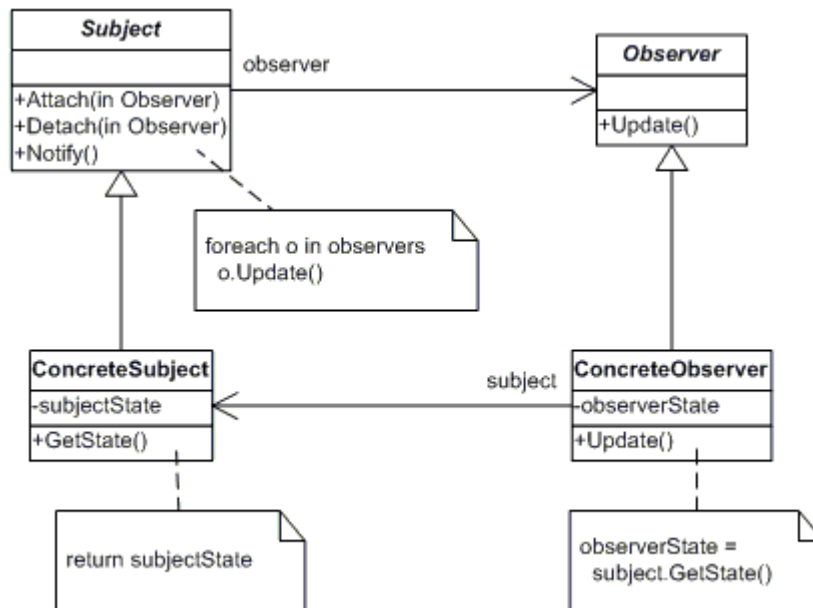 Subject
+Attach(in Observer)
+Detach(in Observer)
+Notify()
observer
Observer
+Update()
foreach o in observers
o.Update()
ConcreteSubject
-subjectState
+GetState()
subject
ConcreteObserver
-observerState
+Update()
return subjectState
observerState =
subject.GetState()